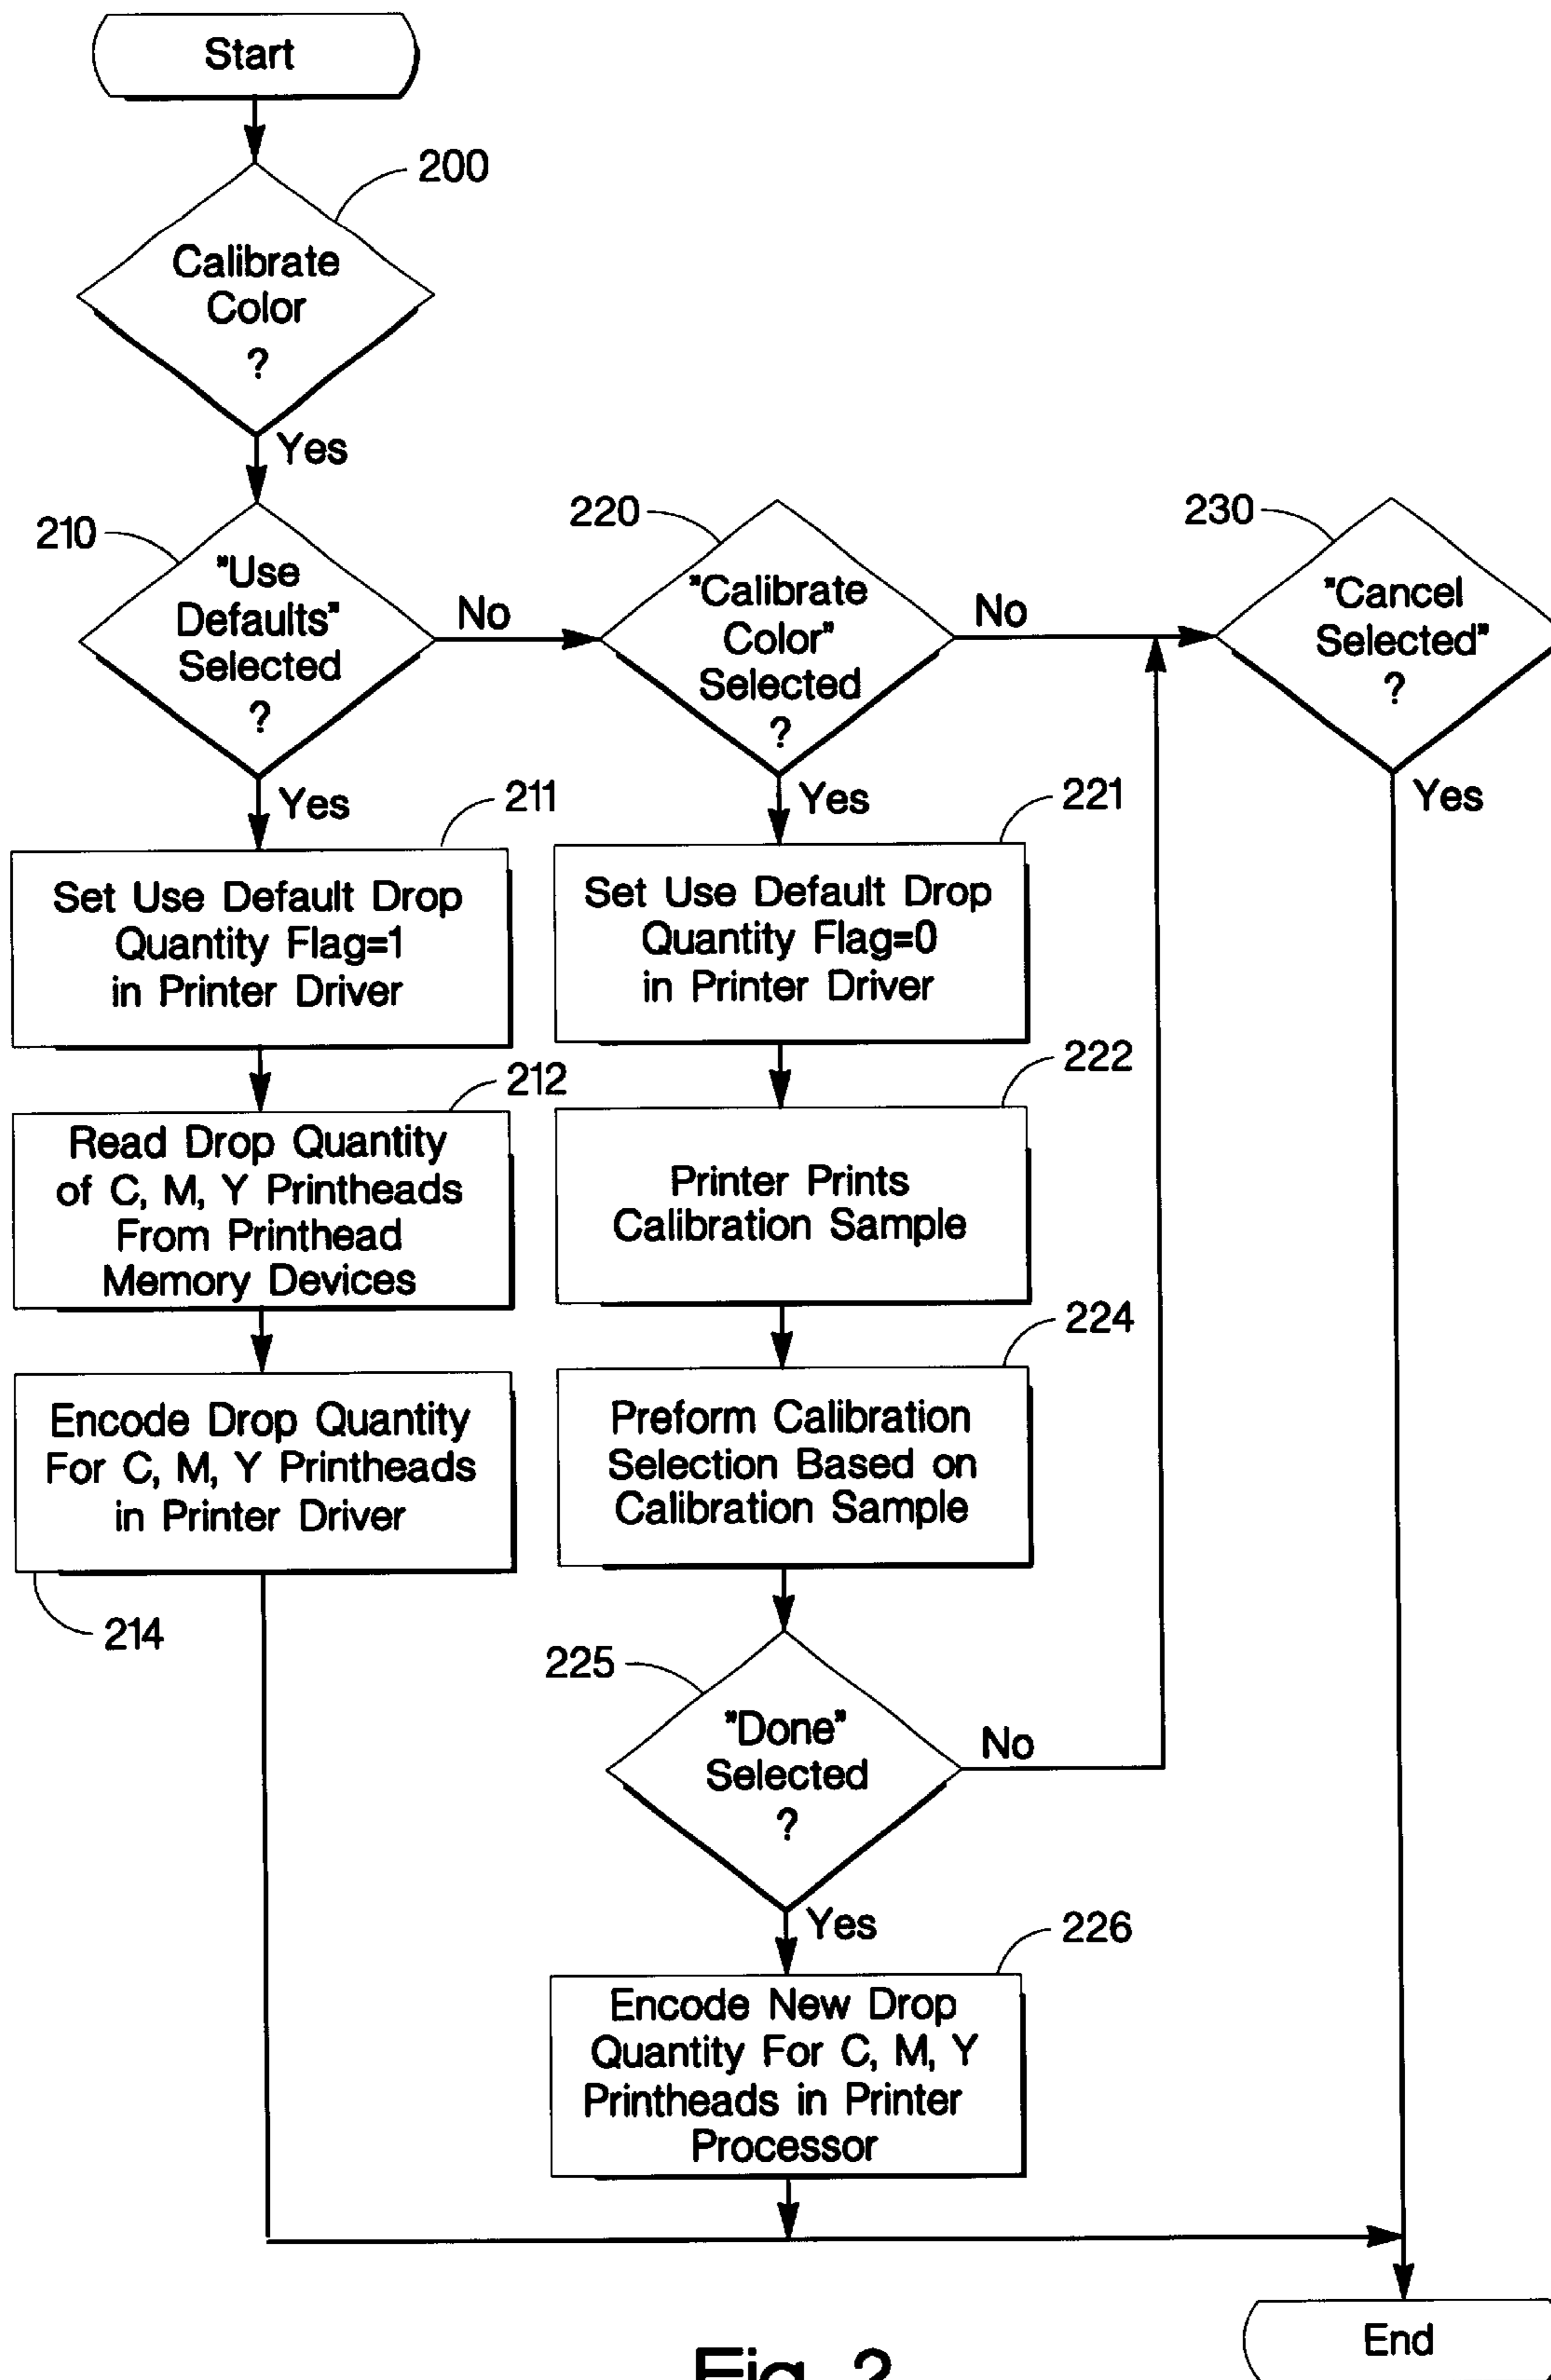 Start
200
Calibrate
Color
?
Yes
210
"Use
Defaults"
Selected
?
No
220
"Calibrate
Color"
Selected
?
No
230
"Cancel
Selected"
?
Yes
211
Set Use Default Drop
Quantity Flag=1
in Printer Driver
Yes
221
Set Use Default Drop
Quantity Flag=0
in Printer Driver
Yes
212
Read Drop Quantity
of C, M, Y Printheads
From Printhead
Memory Devices
222
Printer Prints
Calibration Sample
Encode Drop Quantity
For C, M, Y Printheads
in Printer Driver
214
224
Preform Calibration
Selection Based on
Calibration Sample
225
"Done"
Selected
?
No
Yes
226
Encode New Drop
Quantity For C, M, Y
Printheads in Printer
Processor
End
Fig. 2